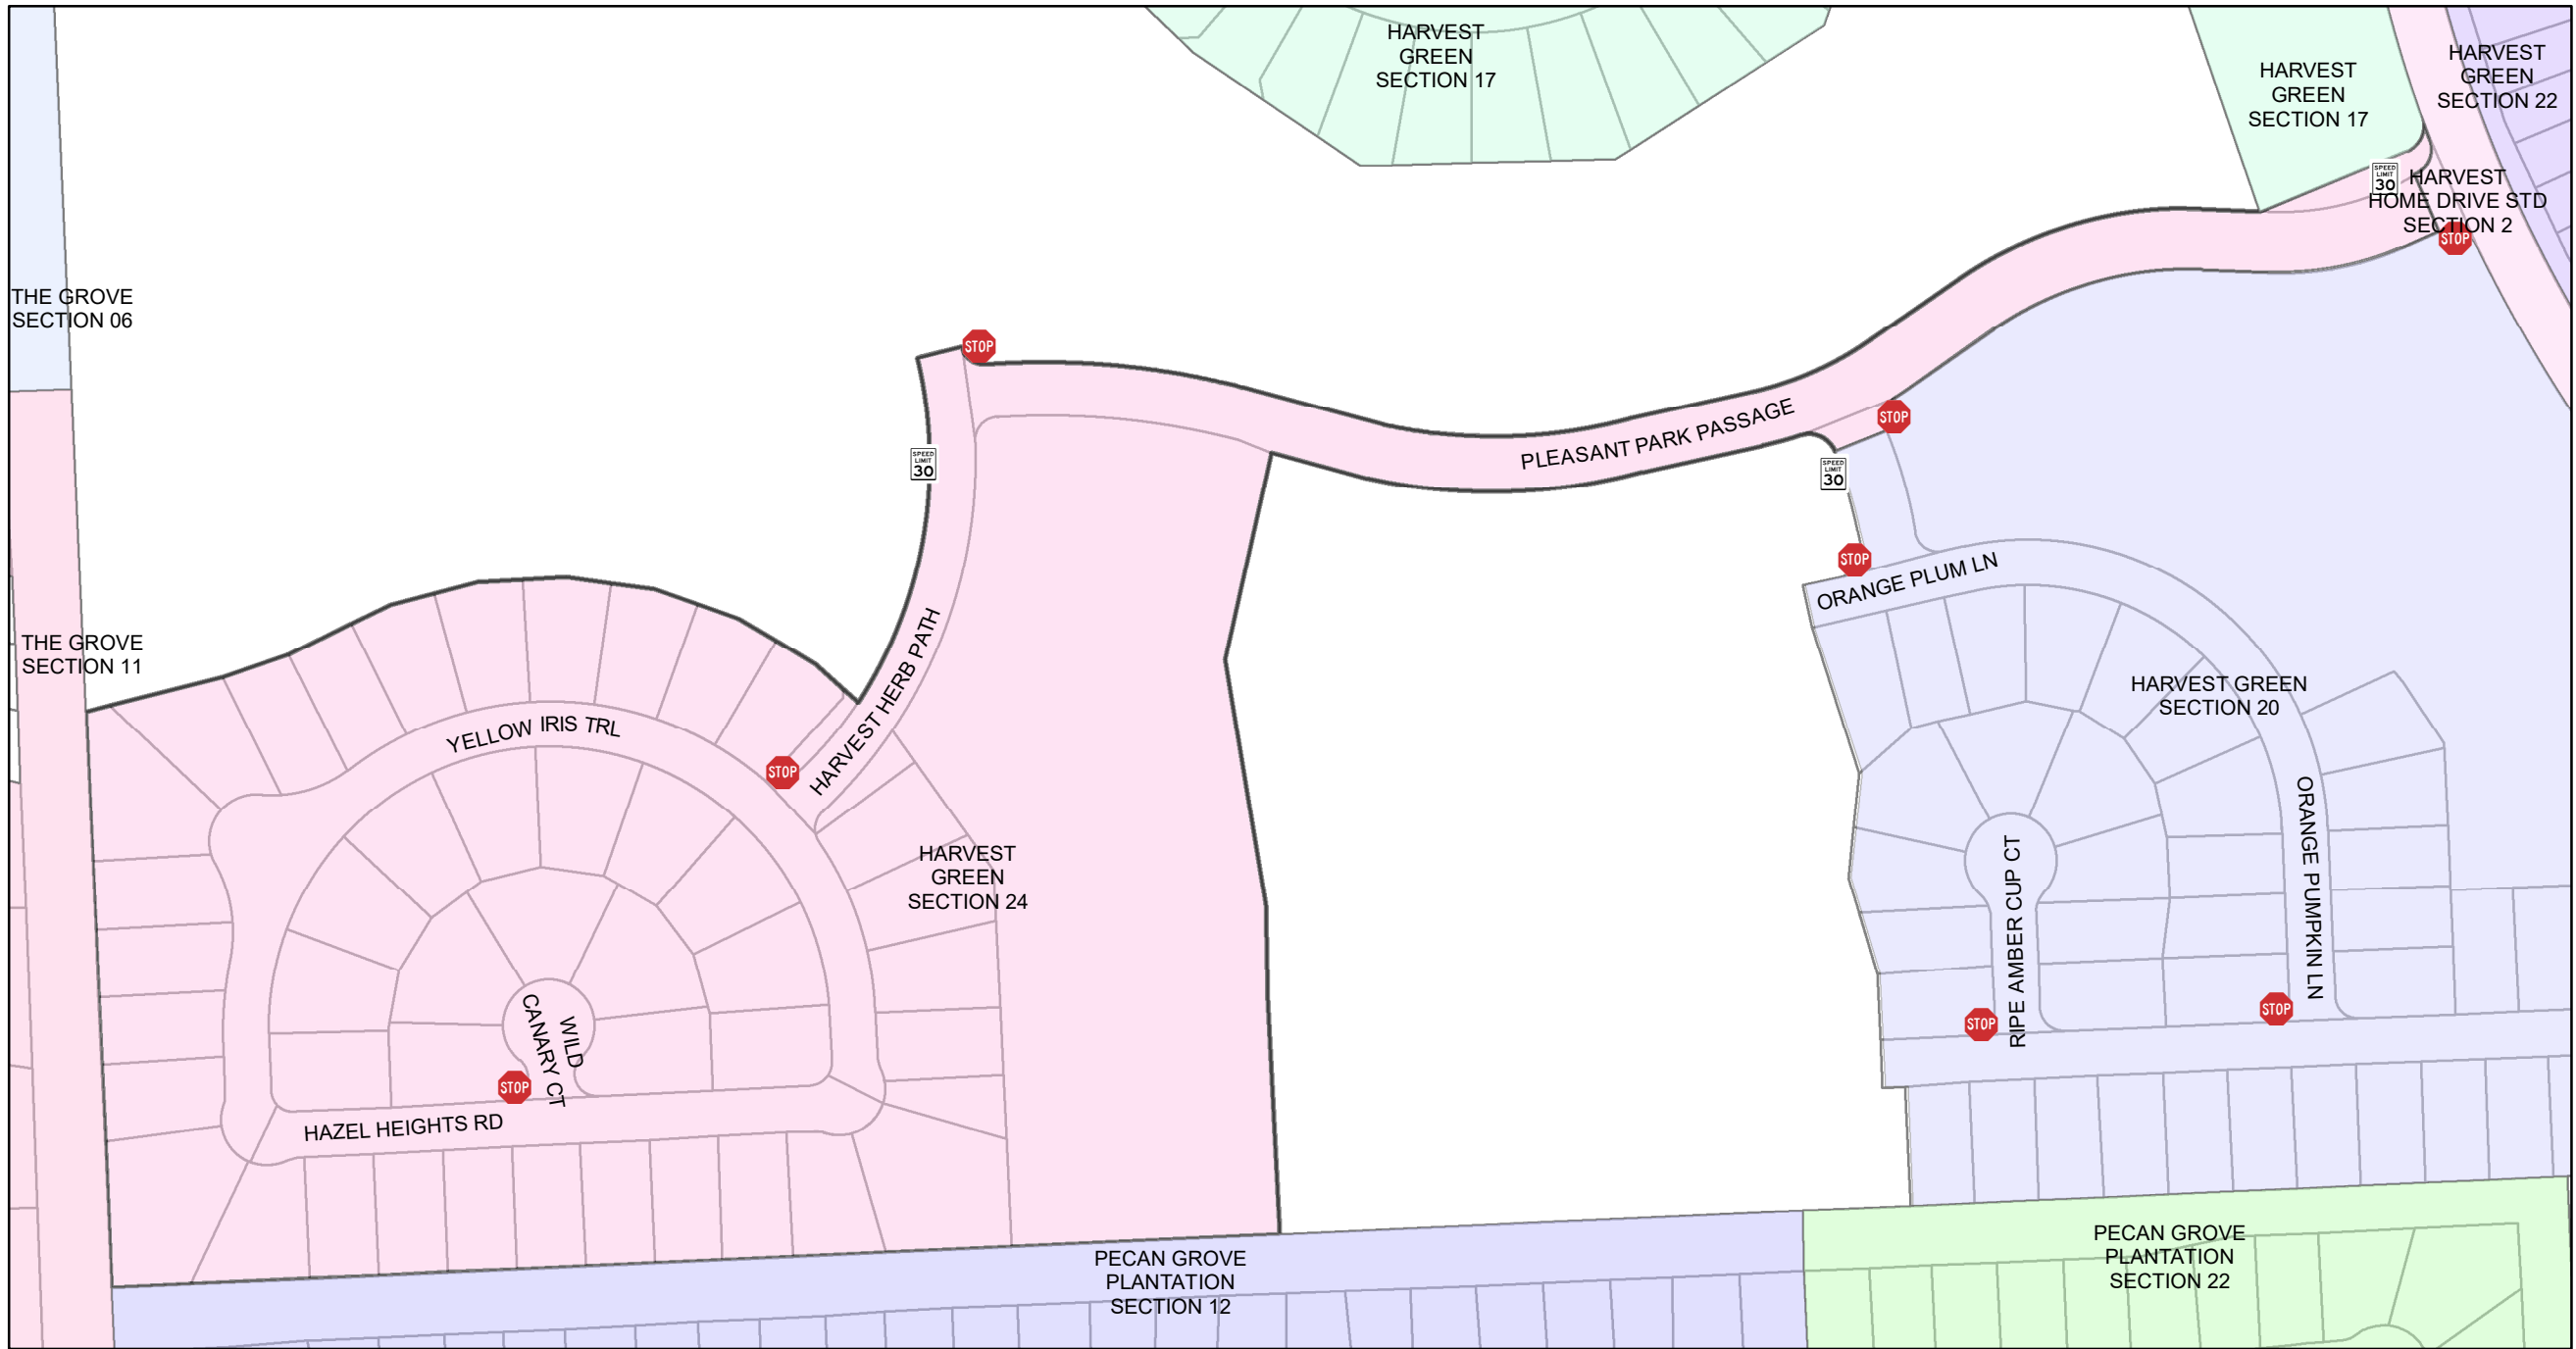 HARVEST
GREEN
SECTION 17
HARVEST
GREEN
SECTION 17
HARVEST
GREEN
SECTION 22
SPEED
LIMIT
30
HARVEST
HOME DRIVE STD
SECTION 2
STOP
THE GROVE
SECTION 06
STOP
SPEED
LIMIT
30
PLEASANT PARK PASSAGE
STOP
SPEED
LIMIT
30
STOP
ORANGE PLUM LN
THE GROVE
SECTION 11
HARVEST HERB PATH
YELLOW IRIS TRL
STOP
HARVEST GREEN
SECTION 20
ORANGE PUMPKIN LN
HARVEST
GREEN
SECTION 24
RIPE AMBER CUP CT
STOP
STOP
WILD
CANARY CT
STOP
HAZEL HEIGHTS RD
PECAN GROVE
PLANTATION
SECTION 12
PECAN GROVE
PLANTATION
SECTION 22